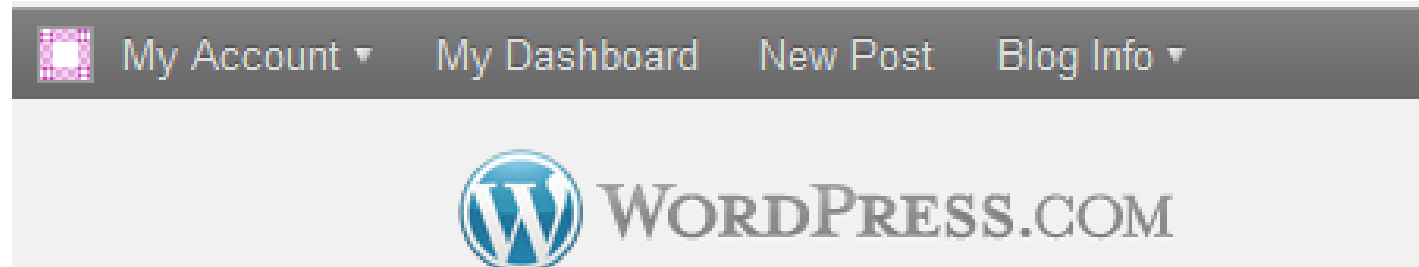 My Account ▾ My Dashboard New Post Blog Info ▾
W WORDPRESS.COM